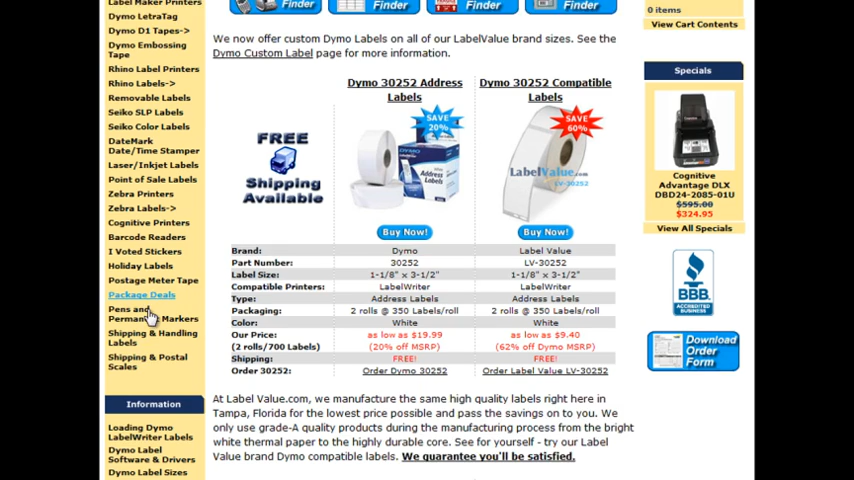 Label Maker Printers
Dymo LetraTag
Dymo D1 Tapes->
Dymo Embossing
Tape
Rhino Label Printers
Rhino Labels->
Removable Labels
Seiko SLP Labels
Seiko Color Labels
DateMark
Date/Time Stamper
Laser/Inkjet Labels
Point of Sale Labels
Zebra Printers
Zebra Labels->
Cognitive Printers
Barcode Readers
I Voted Stickers
Holiday Labels
Postage Meter Tape
Package Deals
Pens and
Permanent Markers
Shipping & Handling
Labels
Shipping & Postal
Scales
Information
Loading Dymo
LabelWriter Labels
Dymo Label
Software & Drivers
Dymo Label Sizes
Finder
Finder
Finder
Finder
We now offer custom Dymo Labels on all of our LabelValue brand sizes. See the
Dymo Custom Label page for more information.
Dymo 30252 Address
Labels
Dymo 30252 Compatible
Labels
FREE
Shipping
Available
SAVE
20%
DYMO
Address
Labels
SAVE
60%
LabelValue.com
LV-30252
Buy Now!
Buy Now!
Brand: Dymo Label Value
Part Number: 30252 LV-30252
Label Size: 1-1/8" x 3-1/2" 1-1/8" x 3-1/2"
Compatible Printers: LabelWriter LabelWriter
Type: Address Labels Address Labels
Packaging: 2 rolls @ 350 Labels/roll 2 rolls @ 350 Labels/roll
Color: White White
Our Price: as low as $19.99 as low as $9.40
(2 rolls/700 Labels) (20% off MSRP) (62% off Dymo MSRP)
Shipping: FREE! FREE!
Order 30252: Order Dymo 30252 Order Label Value LV-30252
At Label Value.com, we manufacture the same high quality labels right here in
Tampa, Florida for the lowest price possible and pass the savings on to you. We
only use grade-A quality products during the manufacturing process from the bright
white thermal paper to the highly durable core. See for yourself - try our Label
Value brand Dymo compatible labels. We guarantee you'll be satisfied.
0 items
View Cart Contents
Specials
Cognitive
Advantage DLX
DBD24-2085-01U
$595.00
$324.95
View All Specials
BBB
ACCREDITED
BUSINESS
Download
Order
Form